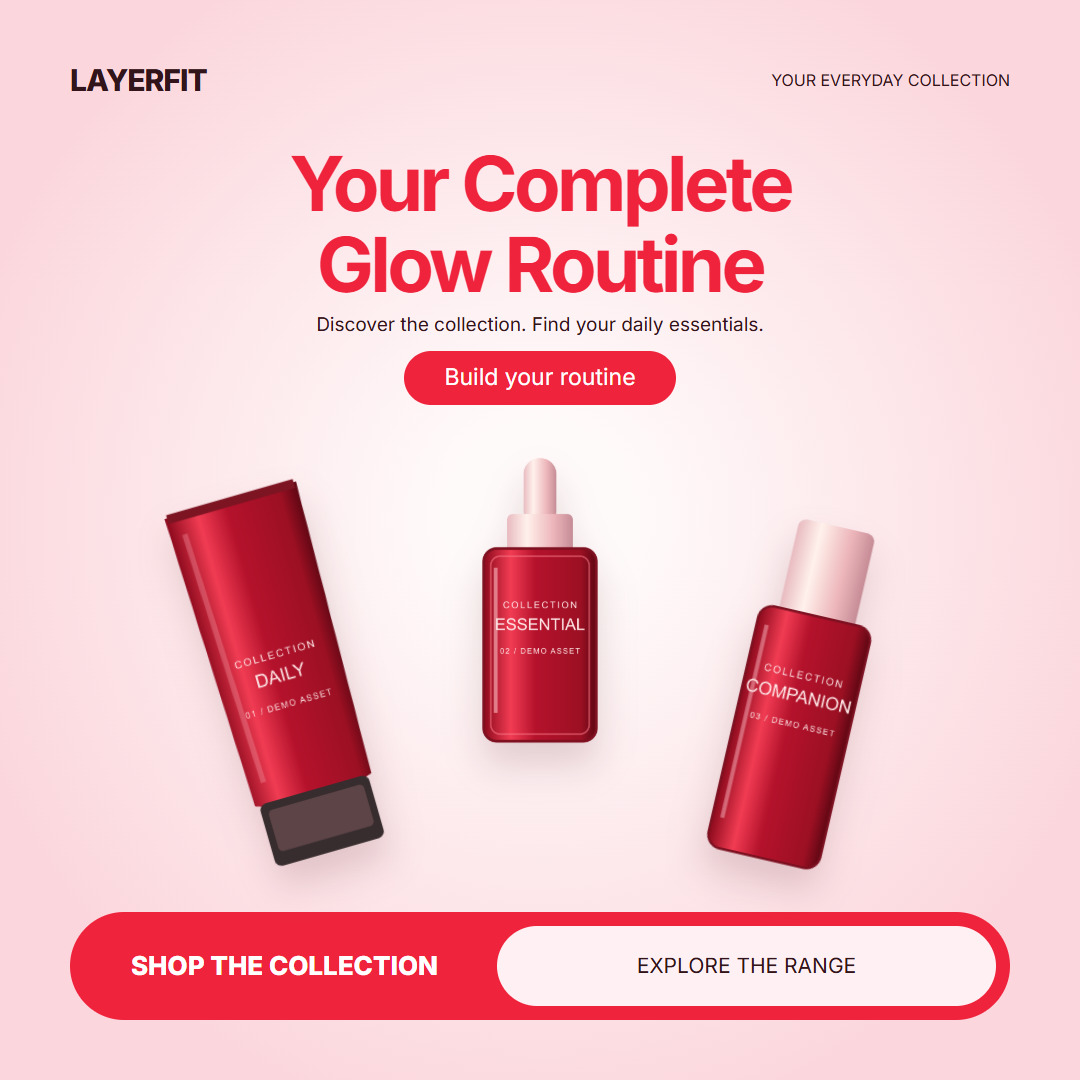 LAYERFIT
YOUR EVERYDAY COLLECTION
Your Complete
Glow Routine
Discover the collection. Find your daily essentials.
Build your routine
COLLECTION
DAILY
01 / DEMO ASSET
COLLECTION
ESSENTIAL
02 / DEMO ASSET
COLLECTION
COMPANION
03 / DEMO ASSET
SHOP THE COLLECTION
EXPLORE THE RANGE